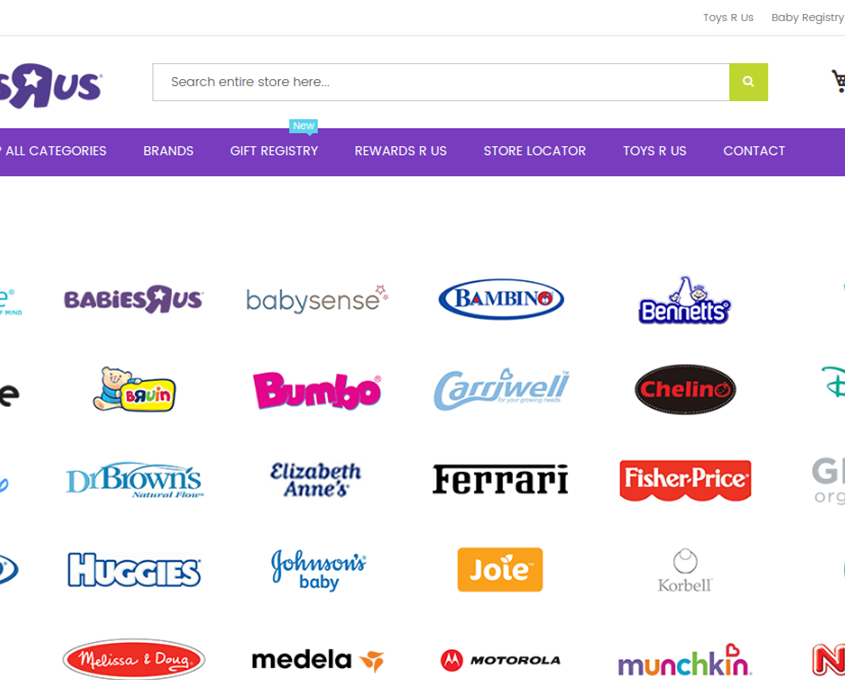 Toys R Us Baby Registry
Search entire store here...
New
ALL CATEGORIES BRANDS GIFT REGISTRY REWARDS R US STORE LOCATOR TOYS R US CONTACT
OF MIND BABIESRUS babysense BAMBINO Bennetts
BRUin Bumbo Carriwell Chelino
for your growing needs
DrBrown's Elizabeth Anne's Ferrari Fisher-Price
Natural Flow
HUGGIES Johnson's baby Joie Korbell
Melissa & Doug medela MOTOROLA munchkin